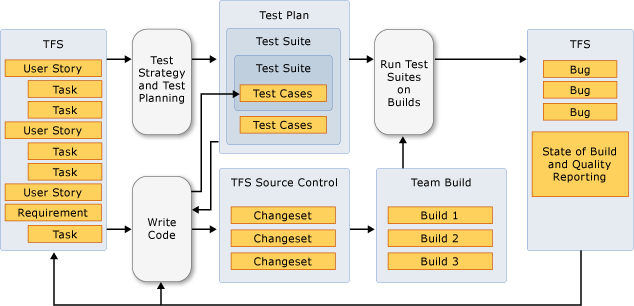 TFS
User Story
Task
Task
User Story
Task
Task
User Story
Requirement
Task
Test
Strategy
and Test
Planning
Write
Code
Test Plan
Test Suite
Test Suite
Test Cases
Test Cases
TFS Source Control
Changeset
Changeset
Changeset
Run Test
Suites
on
Builds
Team Build
Build 1
Build 2
Build 3
TFS
Bug
Bug
Bug
State of Build
and Quality
Reporting